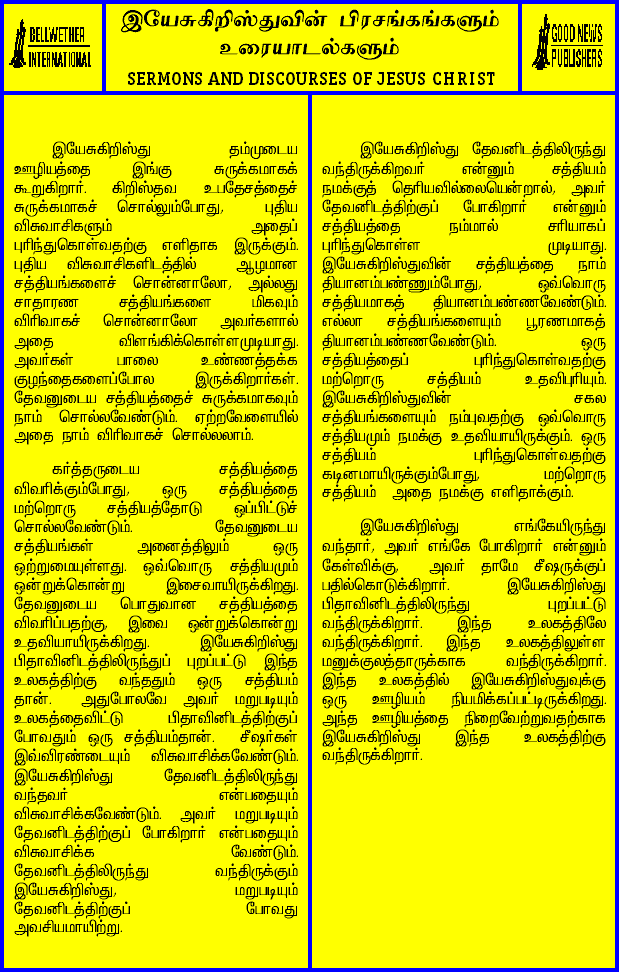 BELLWETHER
INTERNATIONAL
இயேசுகிறிஸ்துவின் பிரசங்கங்களும்
உரையாடல்களும்
SERMONS AND DISCOURSES OF JESUS CHRIST
GOOD NEWS
PUBLISHERS
இயேசுகிறிஸ்து தம்முடைய
ஊழியத்தை இங்கு சுருக்கமாகக்
கூறுகிறார். கிறிஸ்தவ உபதேசத்தைச்
சுருக்கமாகச் சொல்லும்போது, புதிய
விசுவாசிகளும் அதைப்
புரிந்துகொள்வதற்கு எளிதாக இருக்கும்.
புதிய விசுவாசிகளிடத்தில் ஆழமான
சத்தியங்களைச் சொன்னாலோ, அல்லது
சாதாரண சத்தியங்களை மிகவும்
விரிவாகச் சொன்னாலோ அவர்களால்
அதை விளங்கிக்கொள்ளமுடியாது.
அவர்கள் பாலை உண்ணத்தக்க
குழந்தைகளைப்போல இருக்கிறார்கள்.
தேவனுடைய சத்தியத்தைச் சுருக்கமாகவும்
நாம் சொல்லவேண்டும். ஏற்றவேளையில்
அதை நாம் விரிவாகச் சொல்லலாம்.
கர்த்தருடைய சத்தியத்தை
விவரிக்கும்போது, ஒரு சத்தியத்தை
மற்றொரு சத்தியத்தோடு ஒப்பிட்டுச்
சொல்லவேண்டும். தேவனுடைய
சத்தியங்கள் அனைத்திலும் ஒரு
ஒற்றுமையுள்ளது. ஒவ்வொரு சத்தியமும்
ஒன்றுக்கொன்று இசைவாயிருக்கிறது.
தேவனுடைய பொதுவான சத்தியத்தை
விவரிப்பதற்கு, இவை ஒன்றுக்கொன்று
உதவியாயிருக்கிறது. இயேசுகிறிஸ்து
பிதாவினிடத்திலிருந்துப் புறப்பட்டு இந்த
உலகத்திற்கு வந்ததும் ஒரு சத்தியம்
தான். அதுபோலவே அவர் மறுபடியும்
உலகத்தைவிட்டு பிதாவினிடத்திற்குப்
போவதும் ஒரு சத்தியம்தான். சீஷர்கள்
இவ்விரண்டையும் விசுவாசிக்கவேண்டும்.
இயேசுகிறிஸ்து தேவனிடத்திலிருந்து
வந்தவர் என்பதையும்
விசுவாசிக்கவேண்டும். அவர் மறுபடியும்
தேவனிடத்திற்குப் போகிறார் என்பதையும்
விசுவாசிக்க வேண்டும்.
தேவனிடத்திலிருந்து வந்திருக்கும்
இயேசுகிறிஸ்து, மறுபடியும்
தேவனிடத்திற்குப் போவது
அவசியமாயிற்று.
இயேசுகிறிஸ்து தேவனிடத்திலிருந்து
வந்திருக்கிறவர் என்னும் சத்தியம்
நமக்குத் தெரியவில்லையென்றால், அவர்
தேவனிடத்திற்குப் போகிறார் என்னும்
சத்தியத்தை நம்மால் சரியாகப்
புரிந்துகொள்ள முடியாது.
இயேசுகிறிஸ்துவின் சத்தியத்தை நாம்
தியானம்பண்ணும்போது, ஒவ்வொரு
சத்தியமாகத் தியானம்பண்ணவேண்டும்.
எல்லா சத்தியங்களையும் பூரணமாகத்
தியானம்பண்ணவேண்டும். ஒரு
சத்தியத்தைப் புரிந்துகொள்வதற்கு
மற்றொரு சத்தியம் உதவிபுரியும்.
இயேசுகிறிஸ்துவின் சகல
சத்தியங்களையும் நம்புவதற்கு ஒவ்வொரு
சத்தியமும் நமக்கு உதவியாயிருக்கும். ஒரு
சத்தியம் புரிந்துகொள்வதற்கு
கடினமாயிருக்கும்போது, மற்றொரு
சத்தியம் அதை நமக்கு எளிதாக்கும்.
இயேசுகிறிஸ்து எங்கேயிருந்து
வந்தார், அவர் எங்கே போகிறார் என்னும்
கேள்விக்கு, அவர் தாமே சீஷருக்குப்
பதில்கொடுக்கிறார். இயேசுகிறிஸ்து
பிதாவினிடத்திலிருந்து புறப்பட்டு
வந்திருக்கிறார். இந்த உலகத்திலே
வந்திருக்கிறார். இந்த உலகத்திலுள்ள
மனுக்குலத்தாருக்காக வந்திருக்கிறார்.
இந்த உலகத்தில் இயேசுகிறிஸ்துவுக்கு
ஒரு ஊழியம் நியமிக்கப்பட்டிருக்கிறது.
அந்த ஊழியத்தை நிறைவேற்றுவதற்காக
இயேசுகிறிஸ்து இந்த உலகத்திற்கு
வந்திருக்கிறார்.